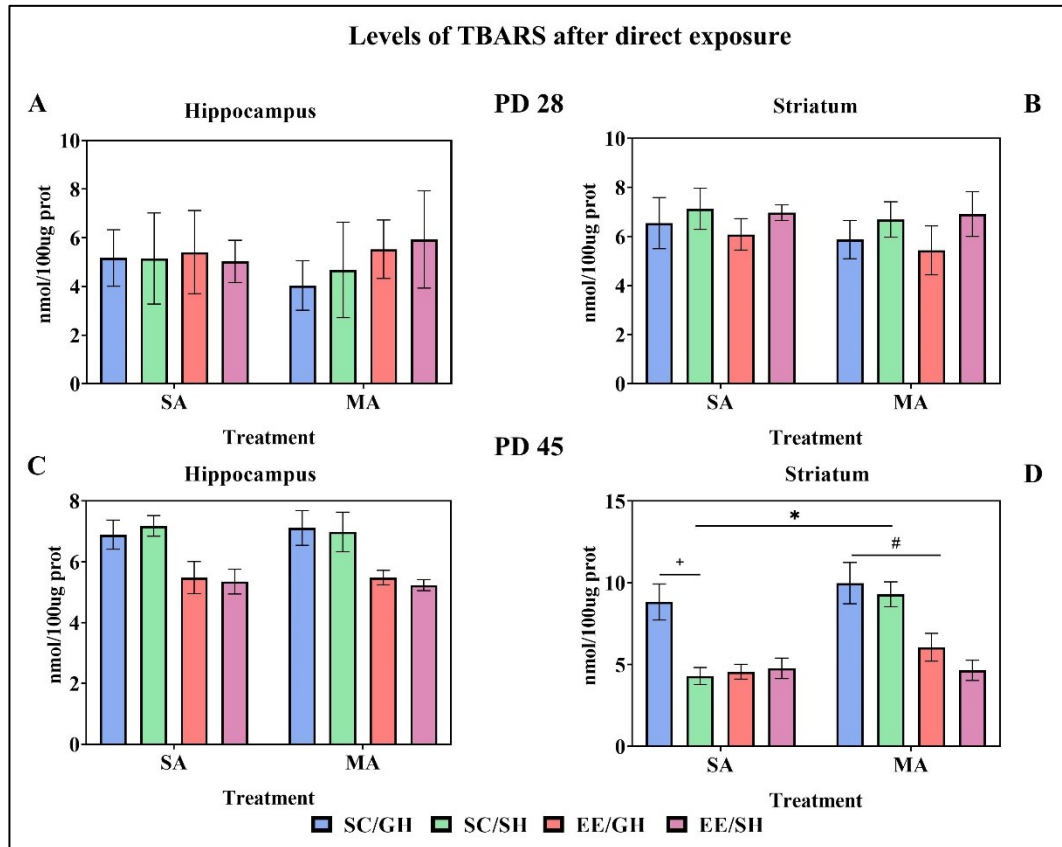 Levels of TBARS after direct exposure
A
Hippocampus
PD 28
Striatum
B
nmol/100ug prot
10
8
6
4
2
0
SA
MA
Treatment
nmol/100ug prot
10
8
6
4
2
0
SA
MA
Treatment
PD 45
C
Hippocampus
Striatum
D
nmol/100ug prot
8
6
4
2
0
SA
MA
Treatment
nmol/100ug prot
15
10
5
0
+
*
#
SA
MA
Treatment
SC/GH SC/SH EE/GH EE/SH